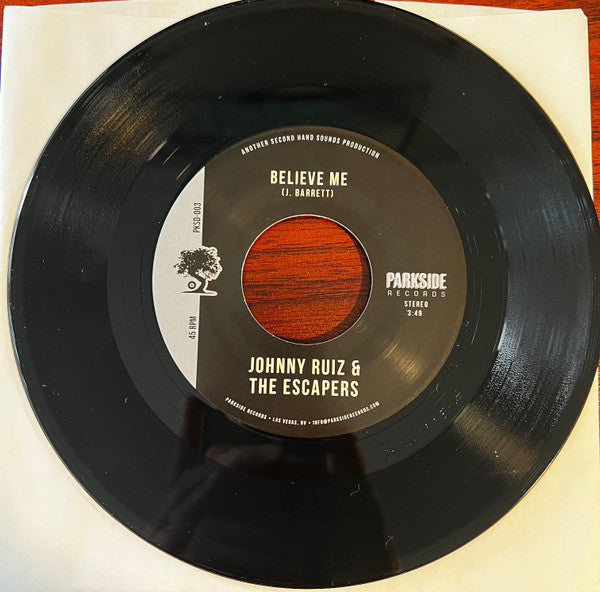 ANOTHER SECOND HAND SOUNDS PRODUCTION
BELIEVE ME
(J. BARRETT)
PKSD-003
45 RPM
PARKSIDE
RECORDS
STEREO
3:49
JOHNNY RUIZ &
THE ESCAPERS
PARKSIDE RECORDS • LAS VEGAS, NV • INFO@PARKSIDERECORDS.COM